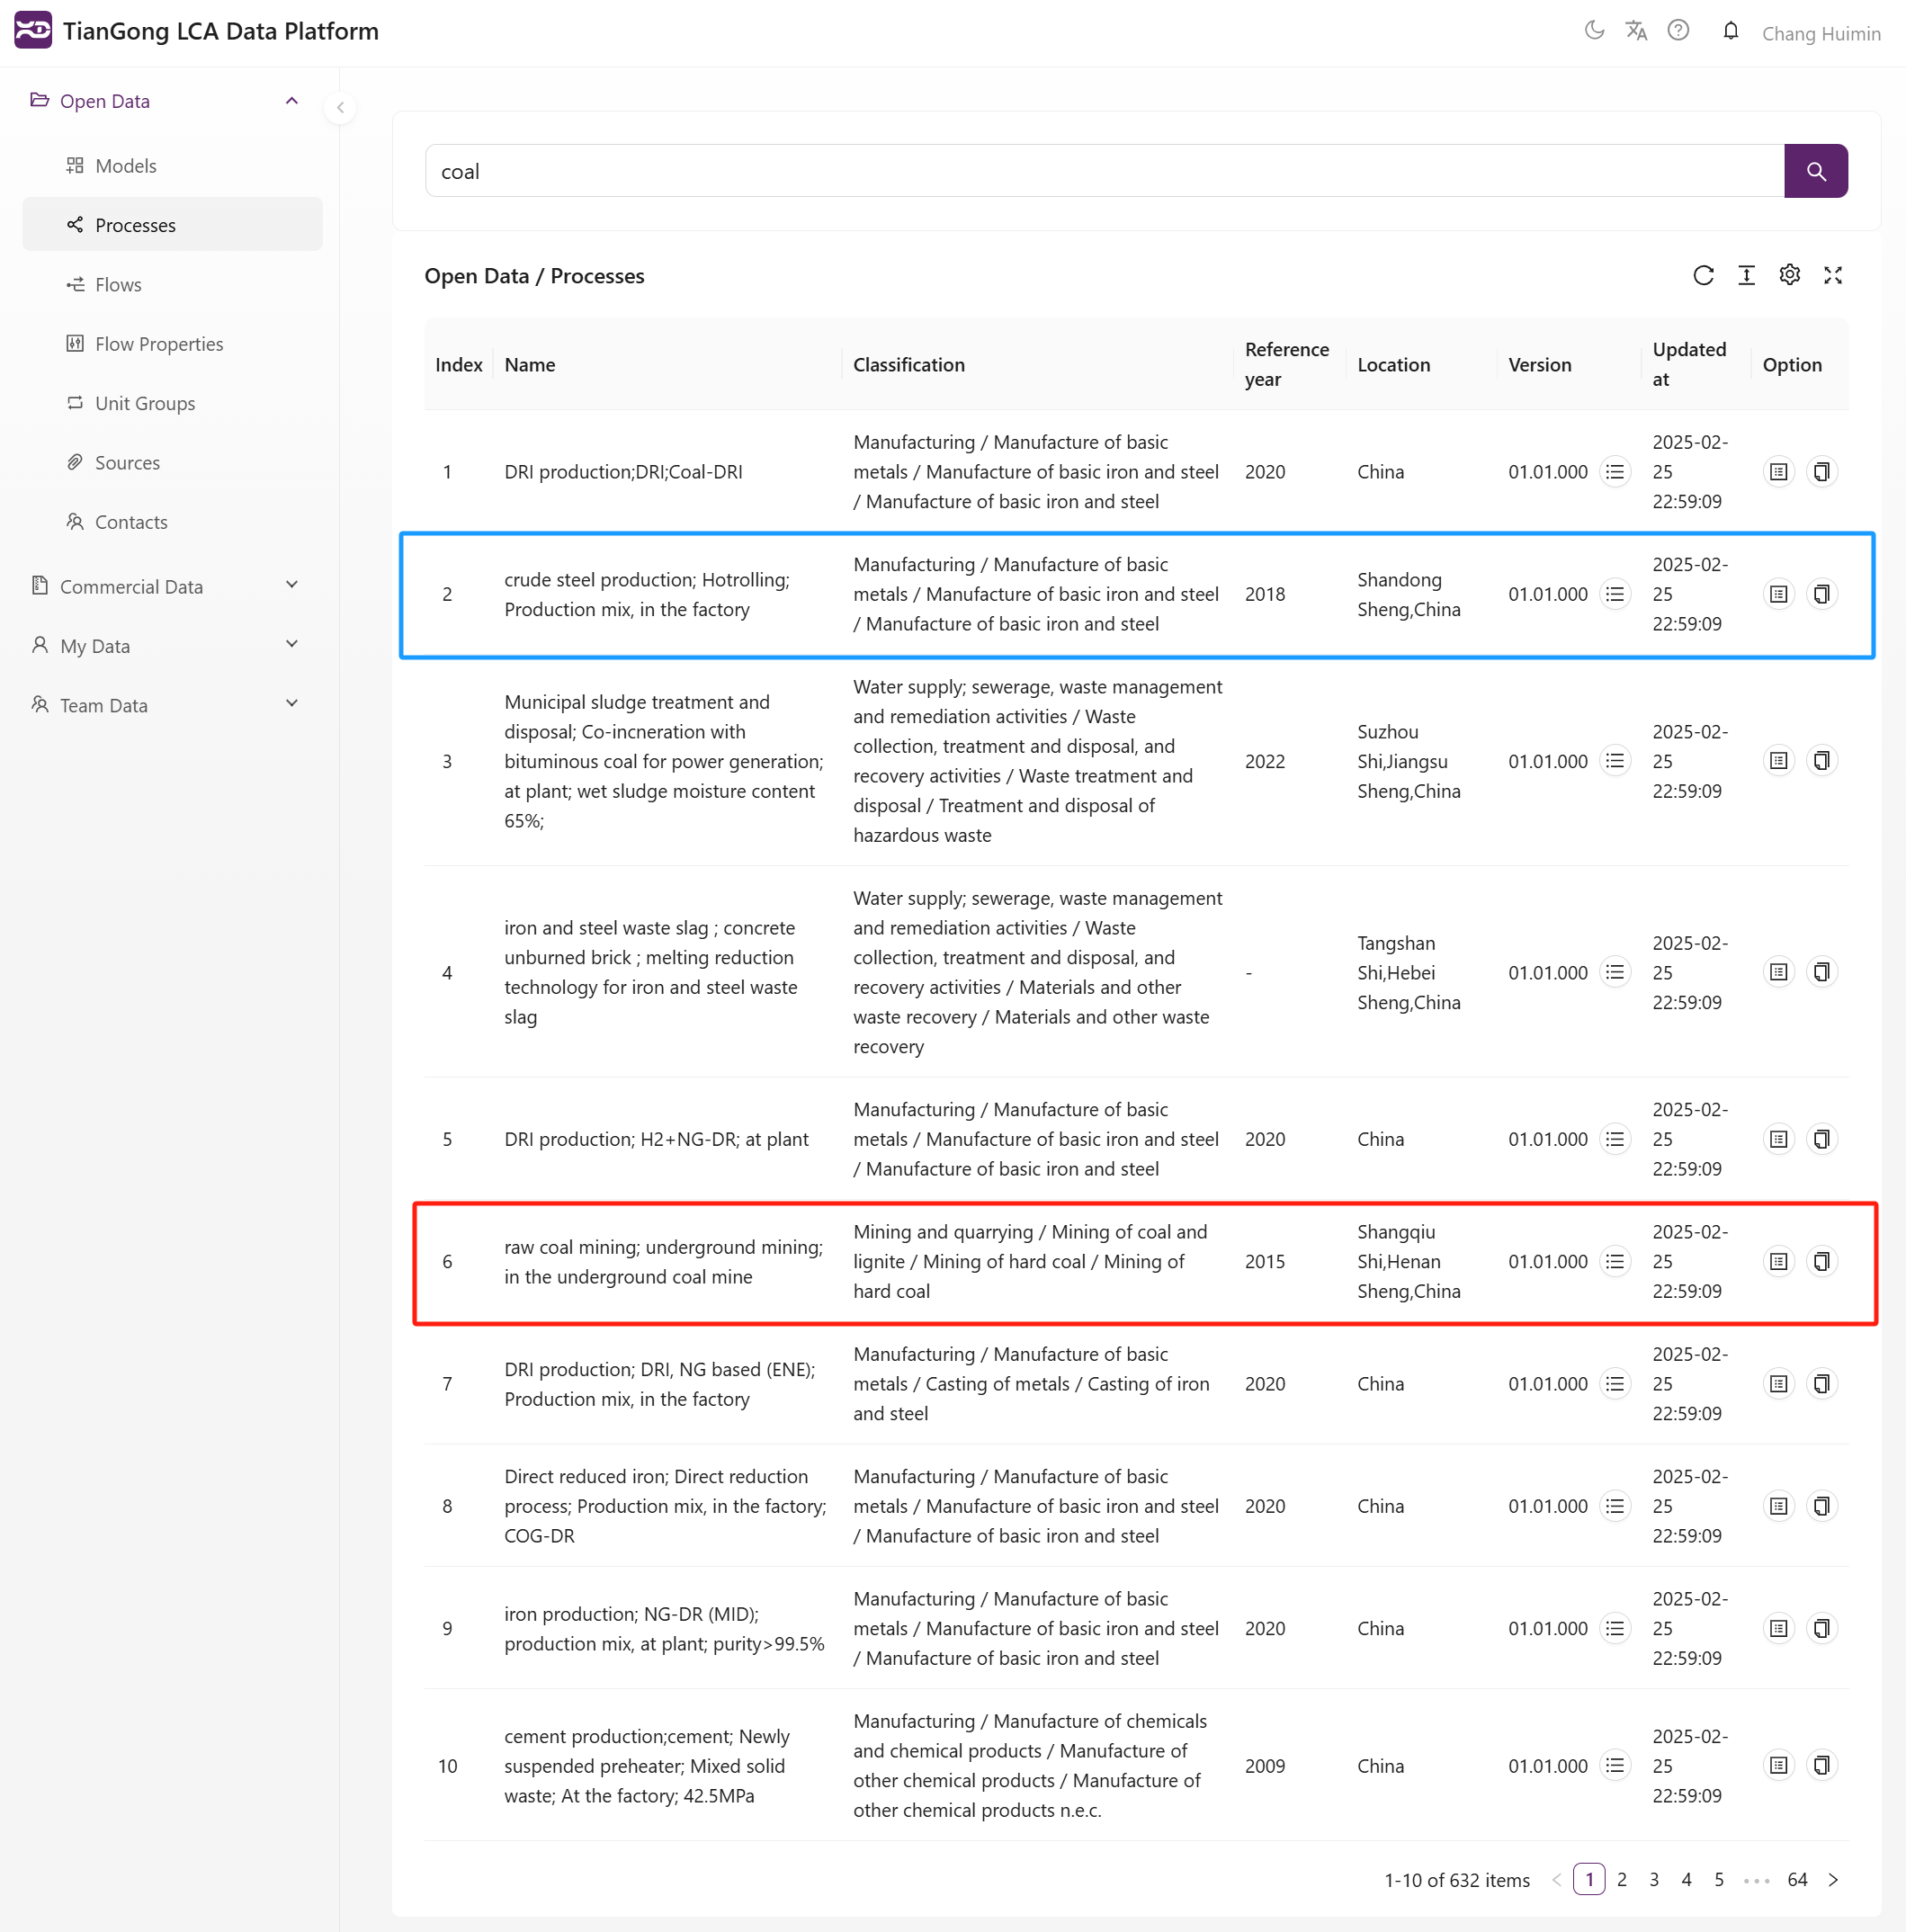 TianGong LCA Data Platform
Chang Huimin
Open Data
Models
Processes
Flows
Flow Properties
Unit Groups
Sources
Contacts
Commercial Data
My Data
Team Data
coal
Open Data / Processes
Index Name Classification Reference year Location Version Updated at Option
1
DRI production;DRI;Coal-DRI
Manufacturing / Manufacture of basic
metals / Manufacture of basic iron and steel
/ Manufacture of basic iron and steel
2020
China
01.01.000
2025-02-
25
22:59:09
2
crude steel production; Hotrolling;
Production mix, in the factory
Manufacturing / Manufacture of basic
metals / Manufacture of basic iron and steel
/ Manufacture of basic iron and steel
2018
Shandong
Sheng,China
01.01.000
2025-02-
25
22:59:09
3
Municipal sludge treatment and
disposal; Co-incneration with
bituminous coal for power generation;
at plant; wet sludge moisture content
65%;
Water supply; sewerage, waste management
and remediation activities / Waste
collection, treatment and disposal, and
recovery activities / Waste treatment and
disposal / Treatment and disposal of
hazardous waste
2022
Suzhou
Shi,Jiangsu
Sheng,China
01.01.000
2025-02-
25
22:59:09
4
iron and steel waste slag ; concrete
unburned brick ; melting reduction
technology for iron and steel waste
slag
Water supply; sewerage, waste management
and remediation activities / Waste
collection, treatment and disposal, and
recovery activities / Materials and other
waste recovery / Materials and other waste
recovery
-
Tangshan
Shi,Hebei
Sheng,China
01.01.000
2025-02-
25
22:59:09
5
DRI production; H2+NG-DR; at plant
Manufacturing / Manufacture of basic
metals / Manufacture of basic iron and steel
/ Manufacture of basic iron and steel
2020
China
01.01.000
2025-02-
25
22:59:09
6
raw coal mining; underground mining;
in the underground coal mine
Mining and quarrying / Mining of coal and
lignite / Mining of hard coal / Mining of
hard coal
2015
Shangqiu
Shi,Henan
Sheng,China
01.01.000
2025-02-
25
22:59:09
7
DRI production; DRI, NG based (ENE);
Production mix, in the factory
Manufacturing / Manufacture of basic
metals / Casting of metals / Casting of iron
and steel
2020
China
01.01.000
2025-02-
25
22:59:09
8
Direct reduced iron; Direct reduction
process; Production mix, in the factory;
COG-DR
Manufacturing / Manufacture of basic
metals / Manufacture of basic iron and steel
/ Manufacture of basic iron and steel
2020
China
01.01.000
2025-02-
25
22:59:09
9
iron production; NG-DR (MID);
production mix, at plant; purity>99.5%
Manufacturing / Manufacture of basic
metals / Manufacture of basic iron and steel
/ Manufacture of basic iron and steel
2020
China
01.01.000
2025-02-
25
22:59:09
10
cement production;cement; Newly
suspended preheater; Mixed solid
waste; At the factory; 42.5MPa
Manufacturing / Manufacture of chemicals
and chemical products / Manufacture of
other chemical products / Manufacture of
other chemical products n.e.c.
2009
China
01.01.000
2025-02-
25
22:59:09
1-10 of 632 items < 1 2 3 4 5 ••• 64 >